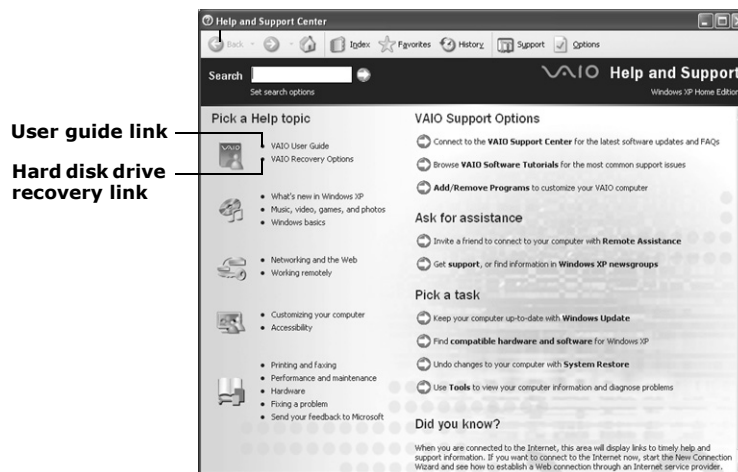 Help and Support Center
Back
Index
Favorites
History
Support
Options
Search
Set search options
VAIO Help and Support
Windows XP Home Edition
Pick a Help topic
User guide link
VAIO User Guide
Hard disk drive
recovery link
VAIO Recovery Options
What's new in Windows XP
Music, video, games, and photos
Windows basics
Networking and the Web
Working remotely
Customizing your computer
Accessibility
Printing and faxing
Performance and maintenance
Hardware
Fixing a problem
Send your feedback to Microsoft
VAIO Support Options
Connect to the VAIO Support Center for the latest software updates and FAQs
Browse VAIO Software Tutorials for the most common support issues
Add/Remove Programs to customize your VAIO computer
Ask for assistance
Invite a friend to connect to your computer with Remote Assistance
Get support, or find information in Windows XP newsgroups
Pick a task
Keep your computer up-to-date with Windows Update
Find compatible hardware and software for Windows XP
Undo changes to your computer with System Restore
Use Tools to view your computer information and diagnose problems
Did you know?
When you are connected to the Internet, this area will display links to timely help and
support information. If you want to connect to the Internet now, start the New Connection
Wizard and see how to establish a Web connection through an Internet service provider.